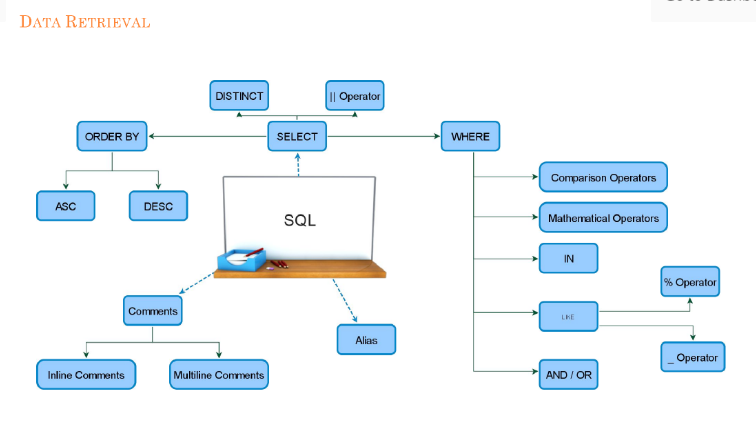 DATA RETRIEVAL
DISTINCT
|| Operator
ORDER BY
SELECT
WHERE
Comparison Operators
ASC
DESC
SQL
Mathematical Operators
IN
% Operator
Comments
LIKE
Alias
_ Operator
Inline Comments
Multiline Comments
AND / OR